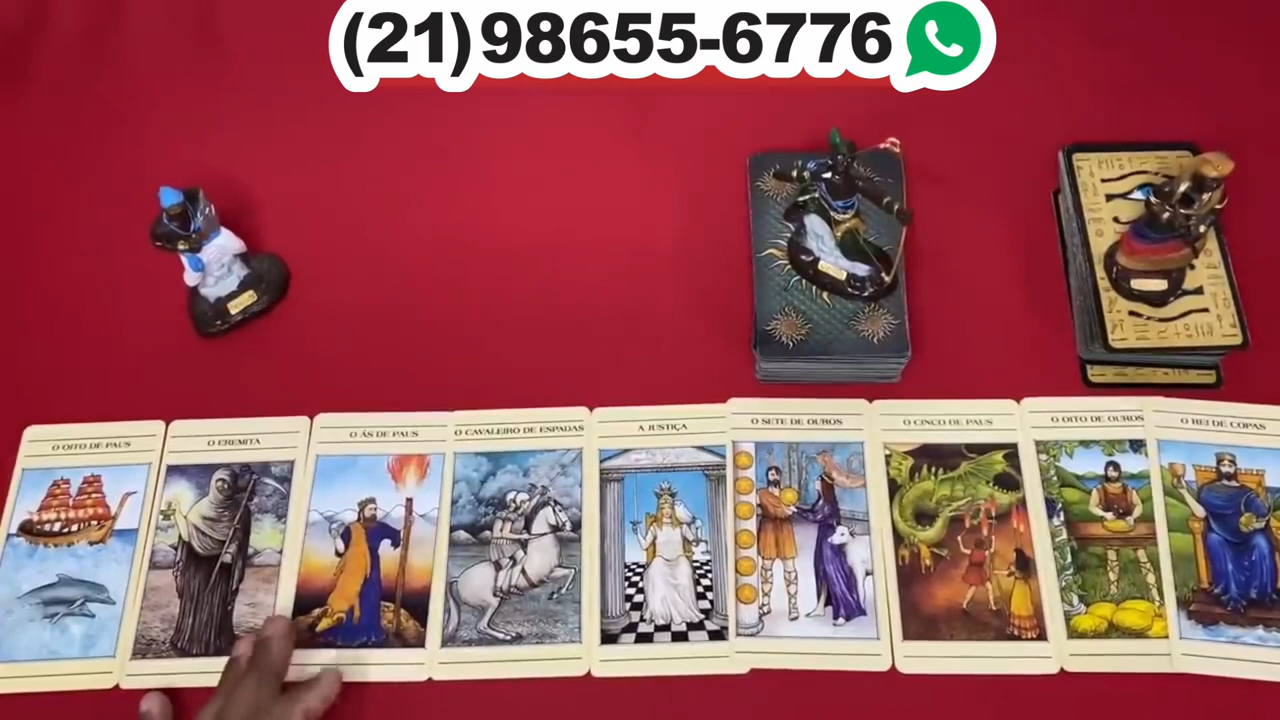 (21)98655-6776
O OITO DE PAUS
O EREMITA
O ÁS DE PAUS
O CAVALEIRO DE ESPADAS
A JUSTIÇA
O SETE DE OUROS
O CINCO DE PAUS
O OITO DE OUROS
O REI DE COPAS